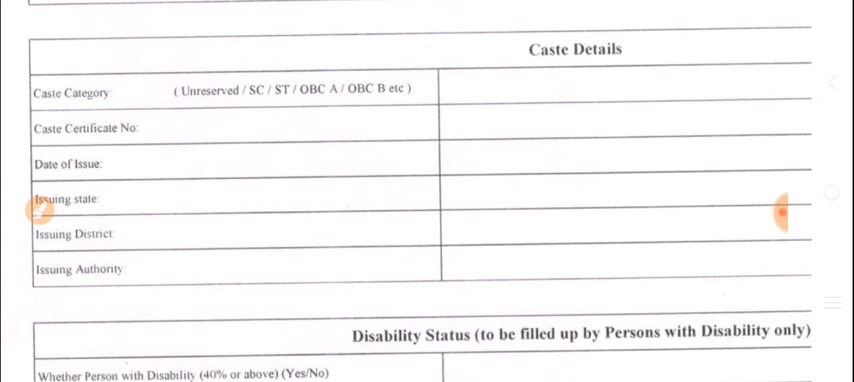 Caste Details
Caste Category: ( Unreserved / SC / ST / OBC A / OBC B etc )
Caste Certificate No:
Date of Issue:
Issuing state:
Issuing District:
Issuing Authority:
Disability Status (to be filled up by Persons with Disability only)
Whether Person with Disability (40% or above) (Yes/No)